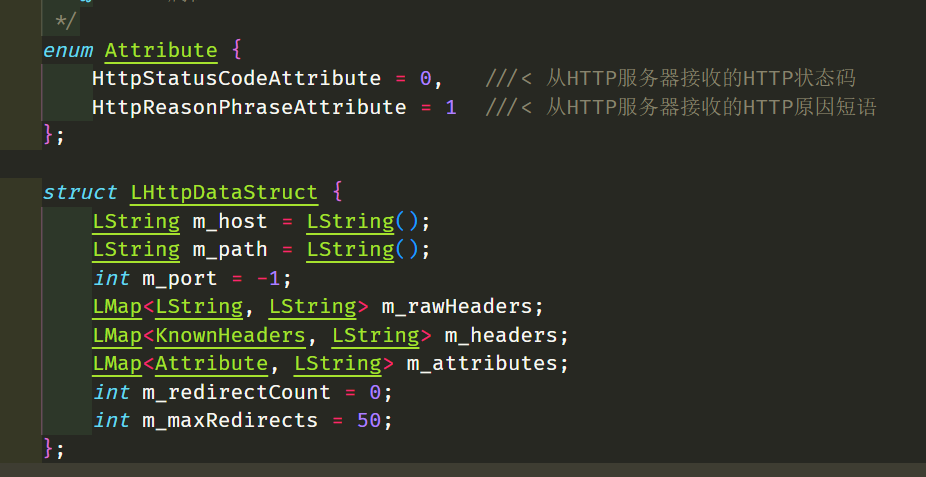 */
enum Attribute {
    HttpStatusCodeAttribute = 0,   ///< 从HTTP服务器接收的HTTP状态码
    HttpReasonPhraseAttribute = 1  ///< 从HTTP服务器接收的HTTP原因短语
};
struct LHttpDataStruct {
    LString m_host = LString();
    LString m_path = LString();
    int m_port = -1;
    LMap<LString, LString> m_rawHeaders;
    LMap<KnownHeaders, LString> m_headers;
    LMap<Attribute, LString> m_attributes;
    int m_redirectCount = 0;
    int m_maxRedirects = 50;
};